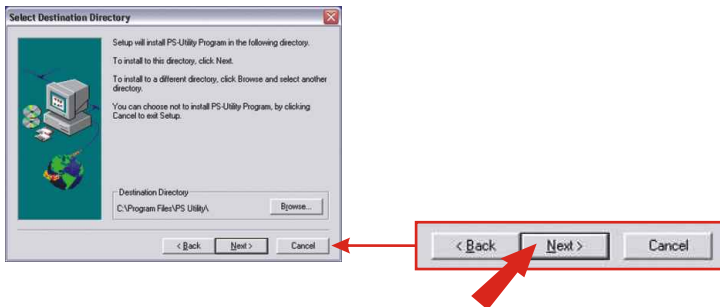 Select Destination Directory
Setup will install PS-Utility Program in the following directory.
To install to this directory, click Next.
To install to a different directory, click Browse and select another
directory.
You can choose not to install PS-Utility Program, by clicking
Cancel to exit Setup.
Destination Directory
C:\Program Files\PS Utility\
Browse...
< Back Next > Cancel
< Back Next > Cancel